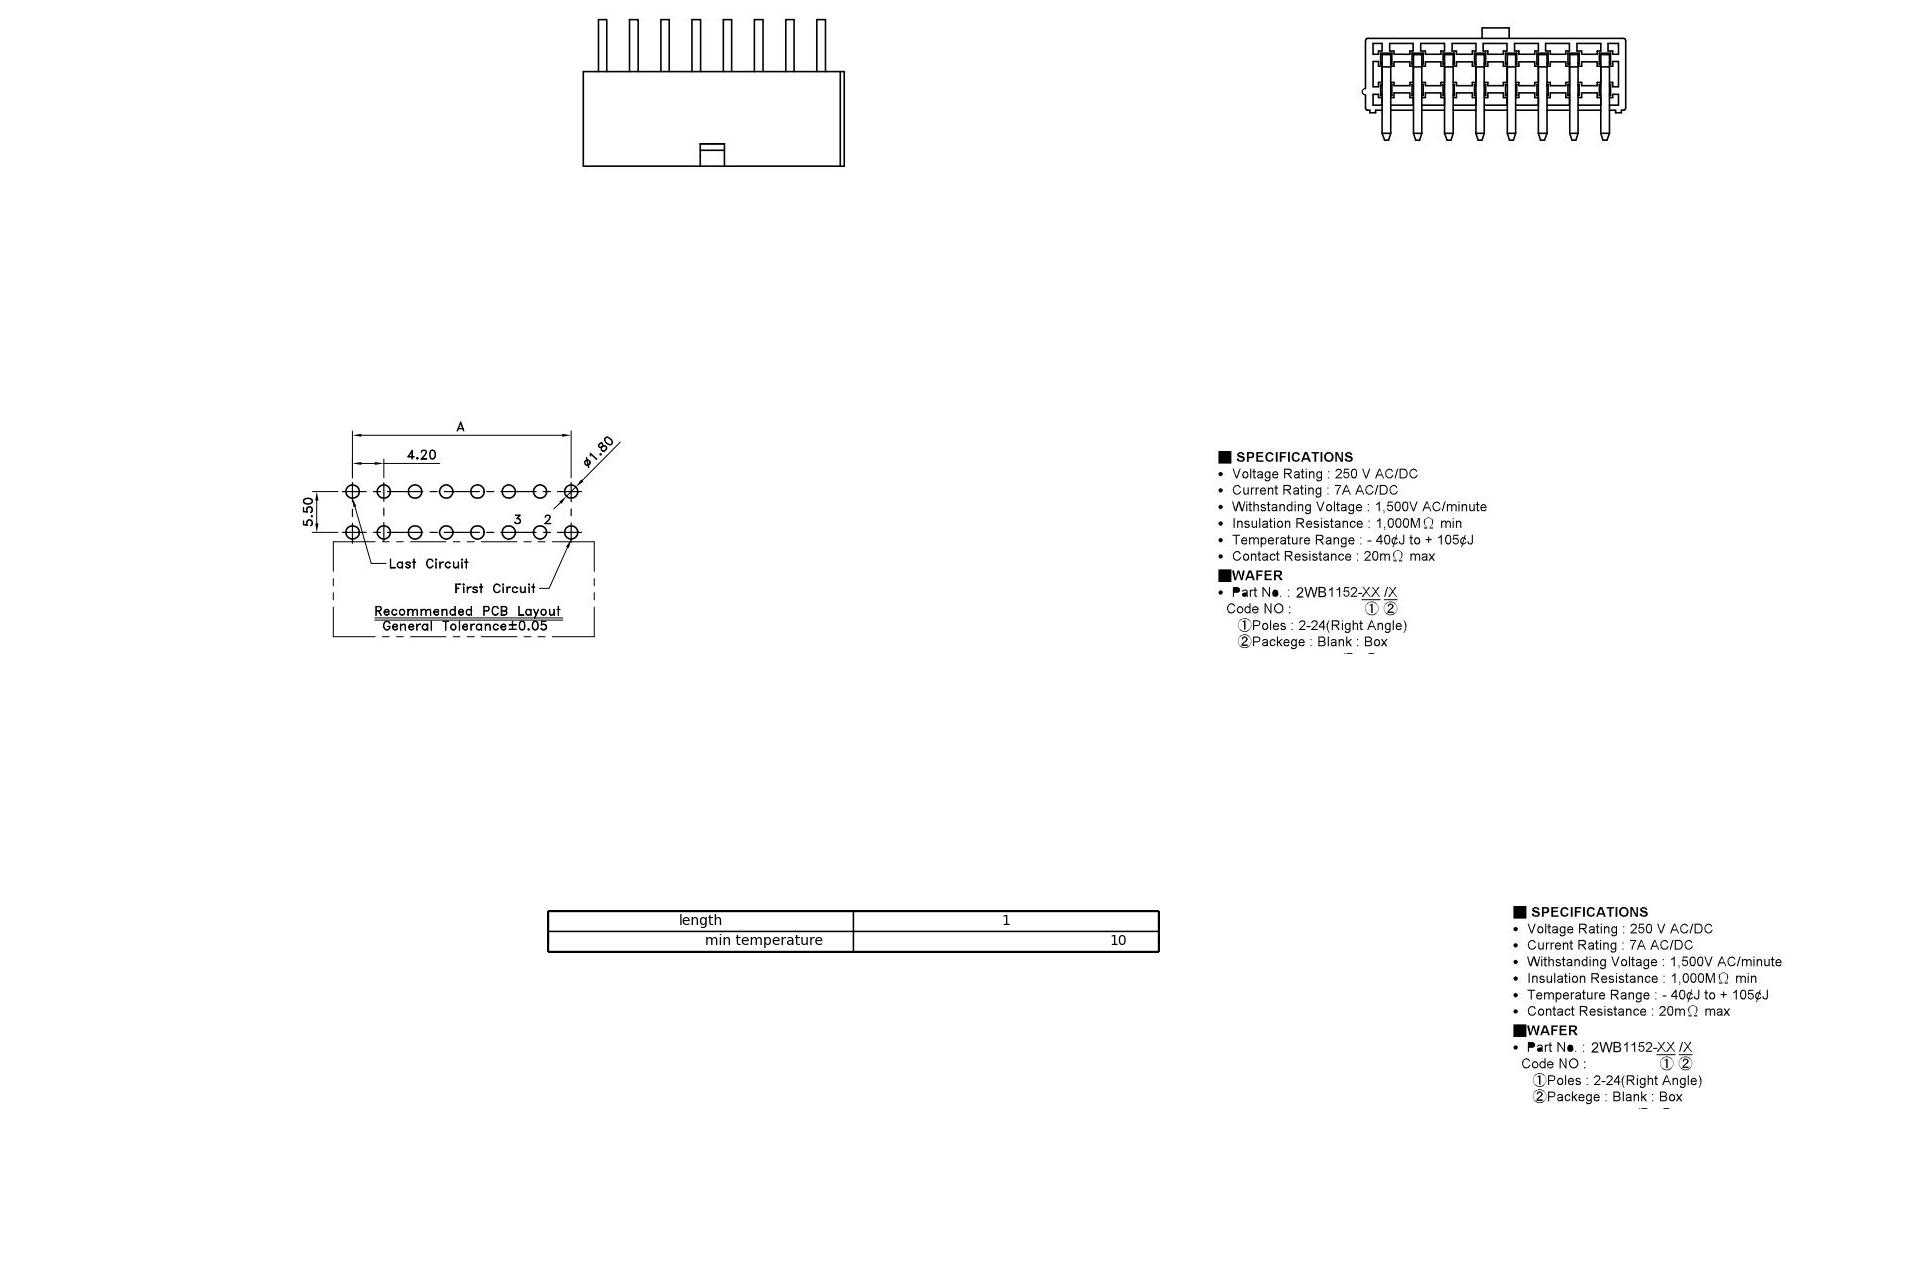 A
4.20
ø1.80
5.50
3 2
Last Circuit
First Circuit
Recommended PCB Layout
General Tolerance±0.05
■ SPECIFICATIONS
• Voltage Rating : 250 V AC/DC
• Current Rating : 7A AC/DC
• Withstanding Voltage : 1,500V AC/minute
• Insulation Resistance : 1,000MΩ min
• Temperature Range : - 40¢J to + 105¢J
• Contact Resistance : 20mΩ max
■WAFER
• Part No. : 2WB1152-XX /X
Code NO : ① ②
①Poles : 2-24(Right Angle)
②Packege : Blank : Box
length 1
min temperature 10
■ SPECIFICATIONS
• Voltage Rating : 250 V AC/DC
• Current Rating : 7A AC/DC
• Withstanding Voltage : 1,500V AC/minute
• Insulation Resistance : 1,000MΩ min
• Temperature Range : - 40¢J to + 105¢J
• Contact Resistance : 20mΩ max
■WAFER
• Part No. : 2WB1152-XX /X
Code NO : ① ②
①Poles : 2-24(Right Angle)
②Packege : Blank : Box